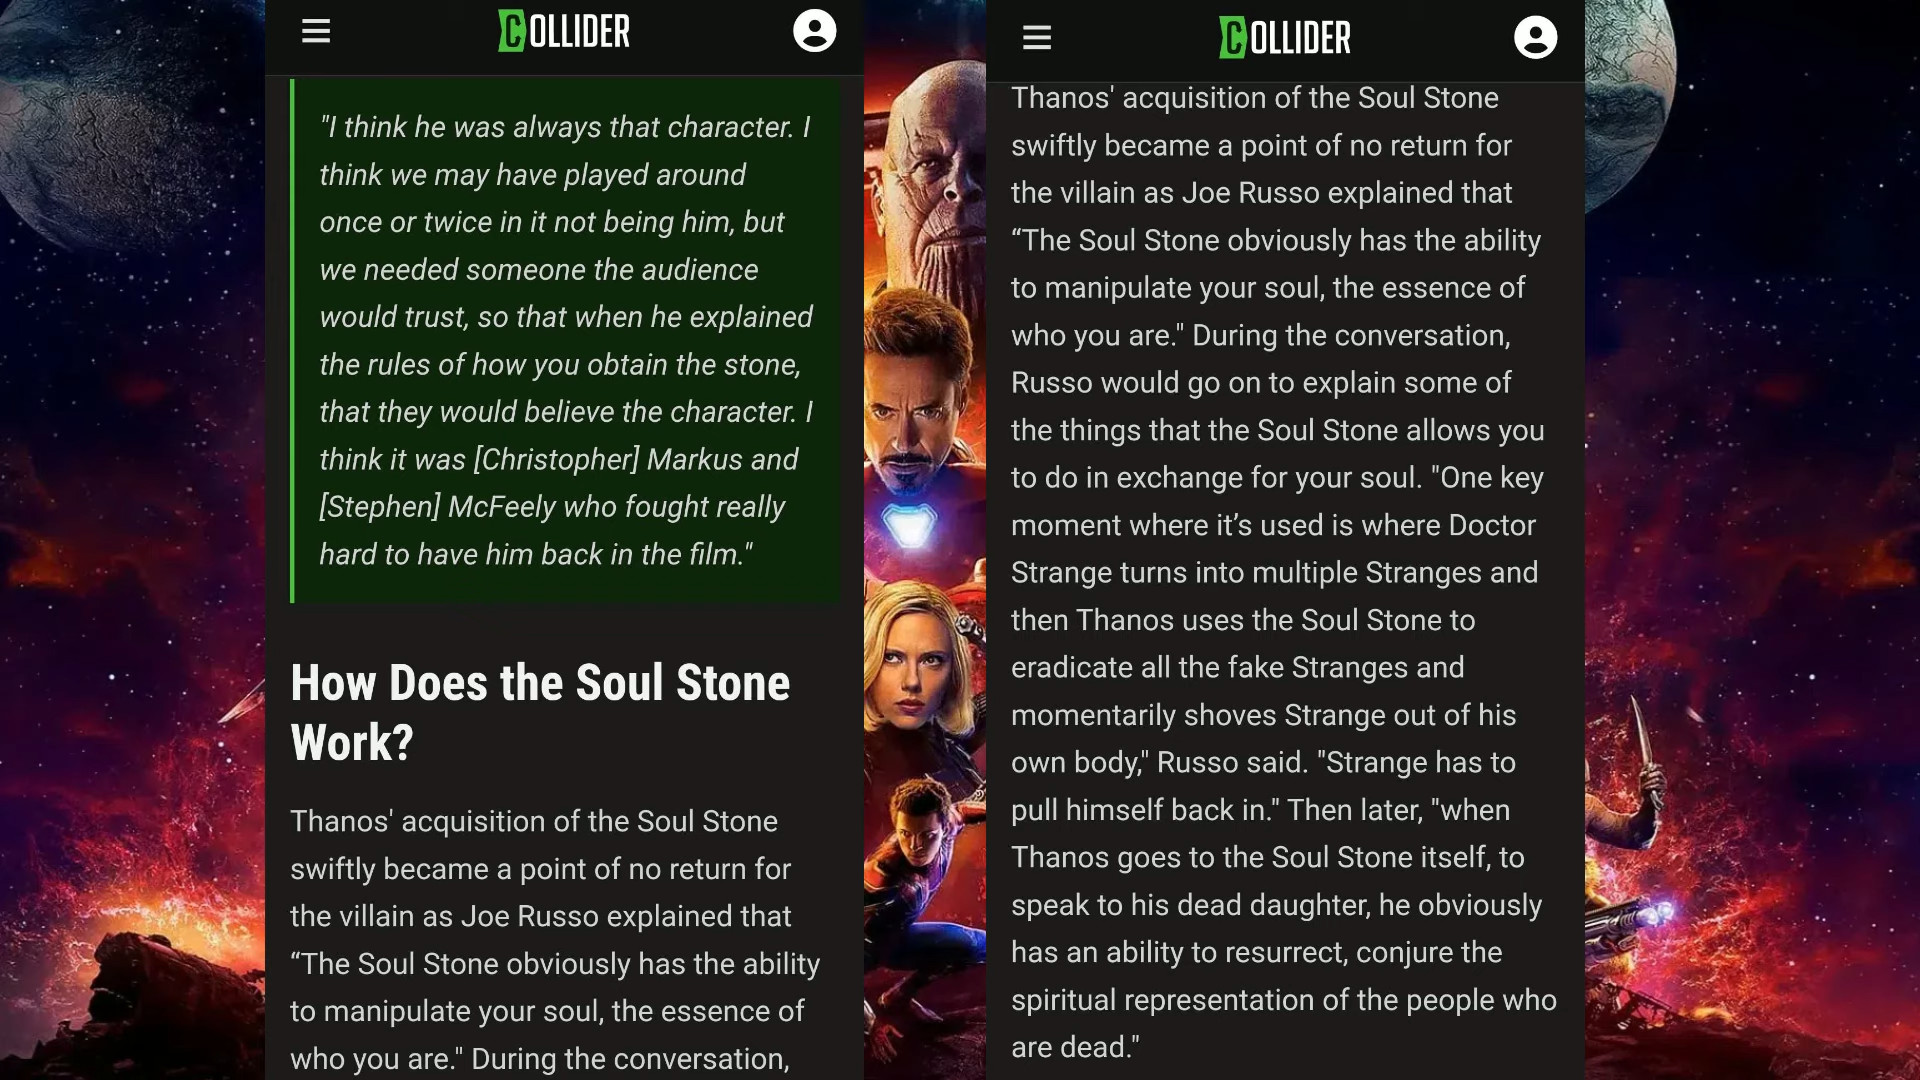 COLLIDER
"I think he was always that character. I
think we may have played around
once or twice in it not being him, but
we needed someone the audience
would trust, so that when he explained
the rules of how you obtain the stone,
that they would believe the character. I
think it was [Christopher] Markus and
[Stephen] McFeely who fought really
hard to have him back in the film."
How Does the Soul Stone
Work?
Thanos' acquisition of the Soul Stone
swiftly became a point of no return for
the villain as Joe Russo explained that
“The Soul Stone obviously has the ability
to manipulate your soul, the essence of
who you are." During the conversation,
COLLIDER
Thanos' acquisition of the Soul Stone
swiftly became a point of no return for
the villain as Joe Russo explained that
“The Soul Stone obviously has the ability
to manipulate your soul, the essence of
who you are." During the conversation,
Russo would go on to explain some of
the things that the Soul Stone allows you
to do in exchange for your soul. "One key
moment where it’s used is where Doctor
Strange turns into multiple Stranges and
then Thanos uses the Soul Stone to
eradicate all the fake Stranges and
momentarily shoves Strange out of his
own body," Russo said. "Strange has to
pull himself back in." Then later, "when
Thanos goes to the Soul Stone itself, to
speak to his dead daughter, he obviously
has an ability to resurrect, conjure the
spiritual representation of the people who
are dead."